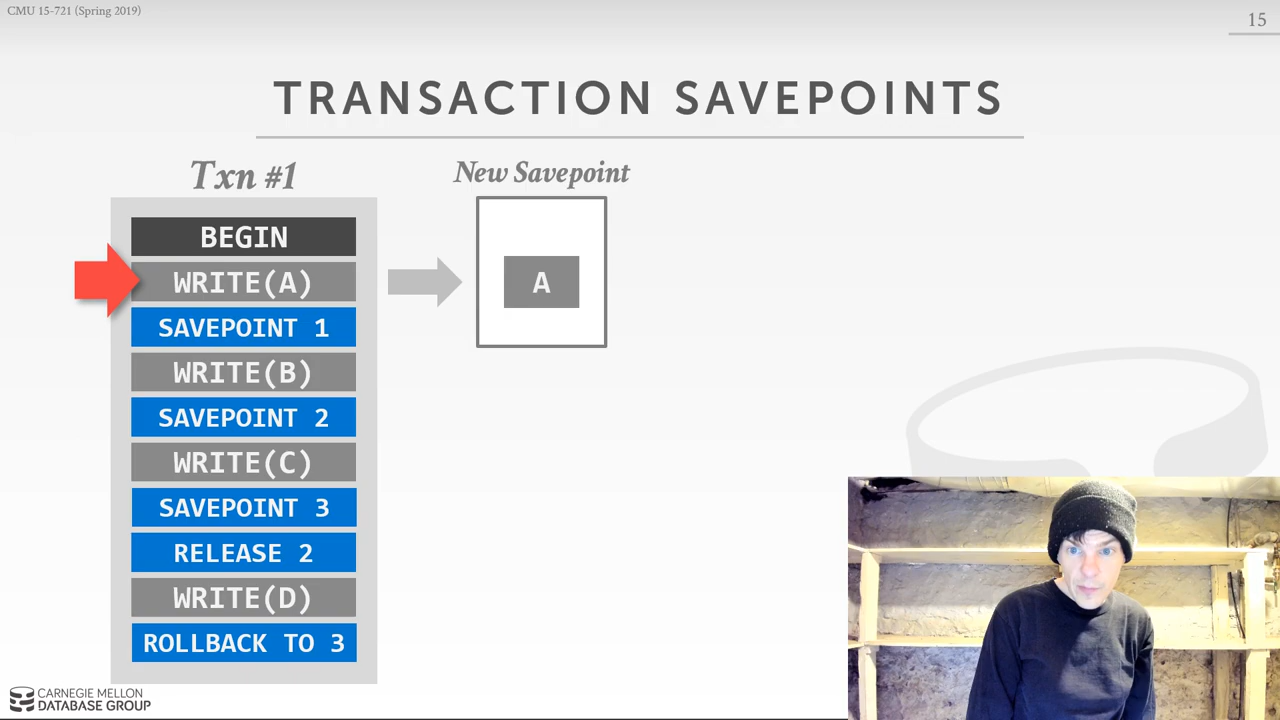 CMU 15-721 (Spring 2019)
15
TRANSACTION SAVEPOINTS
Txn #1
New Savepoint
BEGIN
WRITE(A)
A
SAVEPOINT 1
WRITE(B)
SAVEPOINT 2
WRITE(C)
SAVEPOINT 3
RELEASE 2
WRITE(D)
ROLLBACK TO 3
CARNEGIE MELLON
DATABASE GROUP